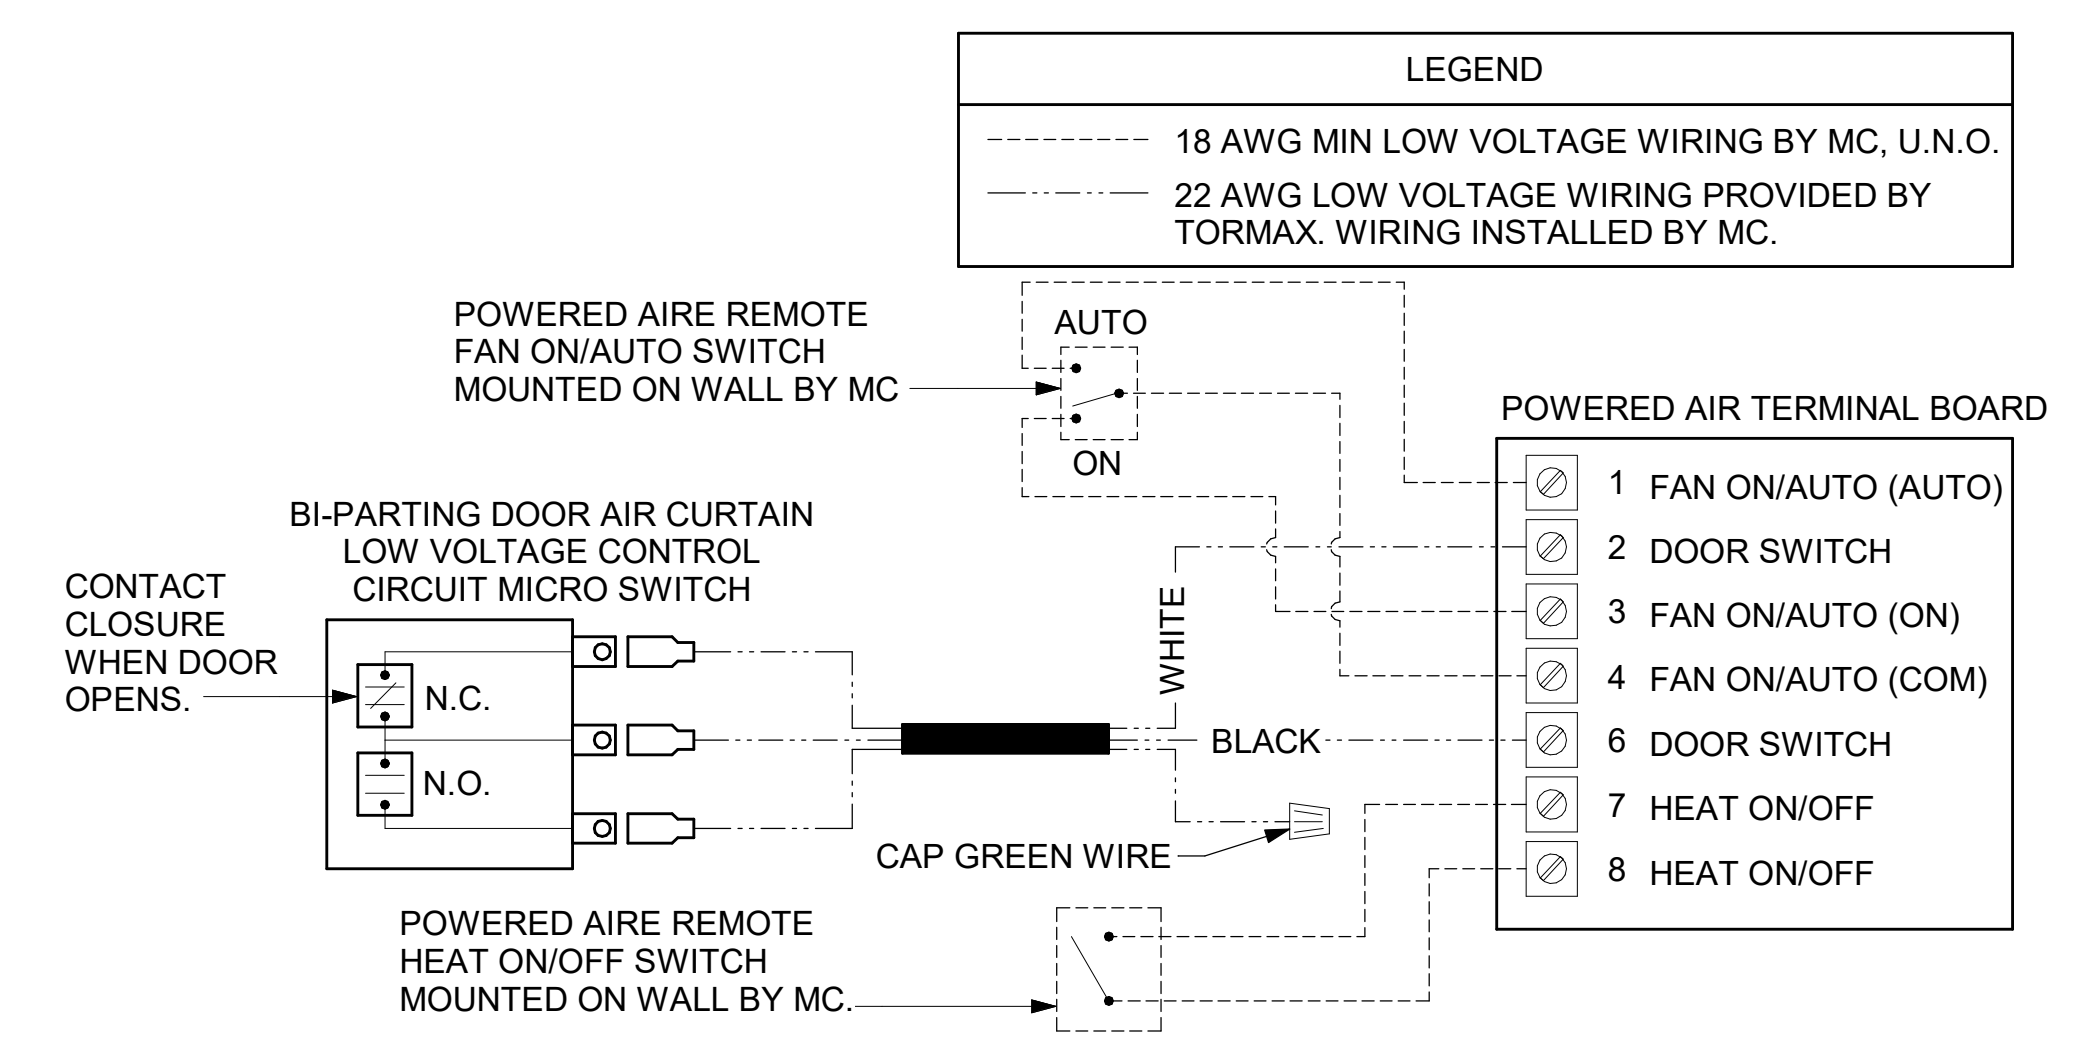 LEGEND
18 AWG MIN LOW VOLTAGE WIRING BY MC, U.N.O.
22 AWG LOW VOLTAGE WIRING PROVIDED BY
TORMAX. WIRING INSTALLED BY MC.
POWERED AIRE REMOTE
FAN ON/AUTO SWITCH
MOUNTED ON WALL BY MC
AUTO
ON
POWERED AIR TERMINAL BOARD
1 FAN ON/AUTO (AUTO)
2 DOOR SWITCH
3 FAN ON/AUTO (ON)
4 FAN ON/AUTO (COM)
6 DOOR SWITCH
7 HEAT ON/OFF
8 HEAT ON/OFF
BI-PARTING DOOR AIR CURTAIN
LOW VOLTAGE CONTROL
CIRCUIT MICRO SWITCH
CONTACT
CLOSURE
WHEN DOOR
OPENS.
N.C.
N.O.
WHITE
BLACK
CAP GREEN WIRE
POWERED AIRE REMOTE
HEAT ON/OFF SWITCH
MOUNTED ON WALL BY MC.